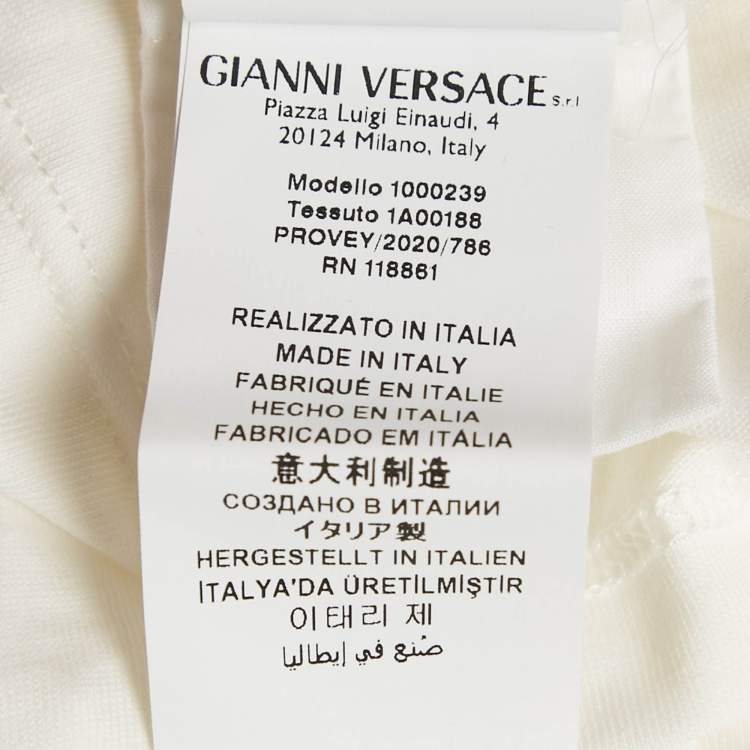 GIANNI VERSACE S.r.l
Piazza Luigi Einaudi, 4
20124 Milano, Italy
Modello 1000239
Tessuto 1A00188
PROVEY/2020/786
RN 118861
REALIZZATO IN ITALIA
MADE IN ITALY
FABRIQUÉ EN ITALIE
HECHO EN ITALIA
FABRICADO EM ITÁLIA
意大利制造
СОЗДАНО В ИТАЛИИ
イタリア製
HERGESTELLT IN ITALIEN
İTALYA'DA ÜRETİLMİŞTİR
이태리 제
صُنع في إيطاليا